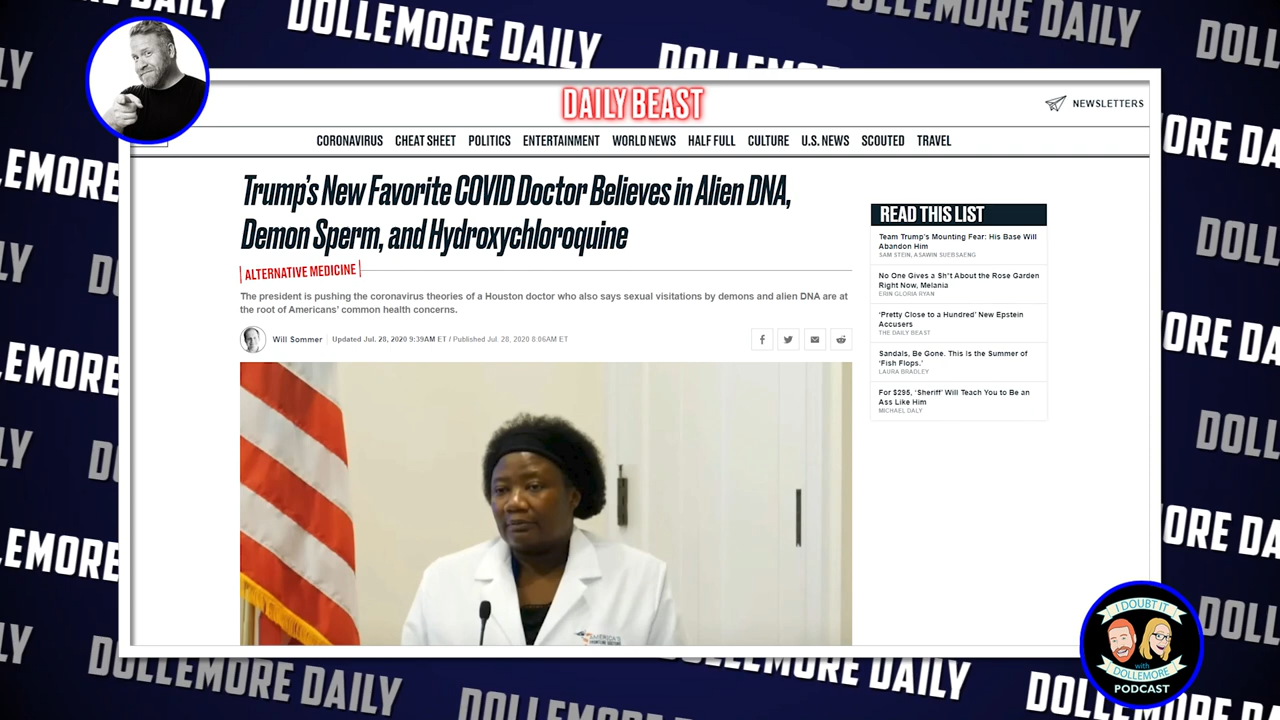 DOLLEMORE DAILY
DOLLEMORE DAILY
DAILY BEAST
NEWSLETTERS
CORONAVIRUS CHEAT SHEET POLITICS ENTERTAINMENT WORLD NEWS HALF FULL CULTURE U.S. NEWS SCOUTED TRAVEL
Trump's New Favorite COVID Doctor Believes in Alien DNA,
Demon Sperm, and Hydroxychloroquine
ALTERNATIVE MEDICINE
The president is pushing the coronavirus theories of a Houston doctor who also says sexual visitations by demons and alien DNA are at
the root of Americans' common health concerns.
Will Sommer Updated Jul. 28, 2020 9:39AM ET / Published Jul. 28, 2020 8:06AM ET
READ THIS LIST
Team Trump's Mounting Fear: His Base Will
Abandon Him
SAM STEIN, ASAWIN SUEBSAENG
No One Gives a Sh*t About the Rose Garden
Right Now, Melania
ERIN GLORIA RYAN
'Pretty Close to a Hundred' New Epstein
Accusers
THE DAILY BEAST
Sandals, Be Gone. This Is the Summer of
'Fish Flops.'
LAURA BRADLEY
For $295, 'Sheriff' Will Teach You to Be an
Ass Like Him
MICHAEL DALY
AMERICA'S
DOLLEMORE DAILY
DOLLEMORE DAILY
I DOUBT IT
with
DOLLEMORE
PODCAST